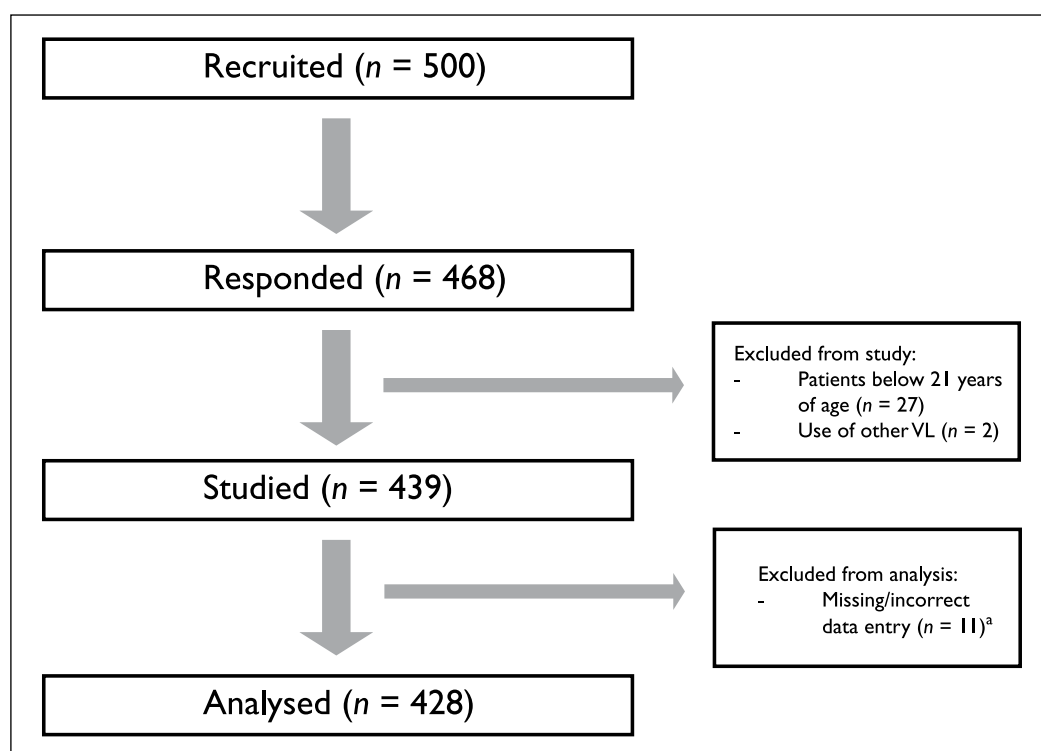 Recruited (n = 500)
Responded (n = 468)
Excluded from study:
- Patients below 21 years
of age (n = 27)
- Use of other VL (n = 2)
Studied (n = 439)
Excluded from analysis:
- Missing/incorrect
data entry (n = 11)ᵃ
Analysed (n = 428)